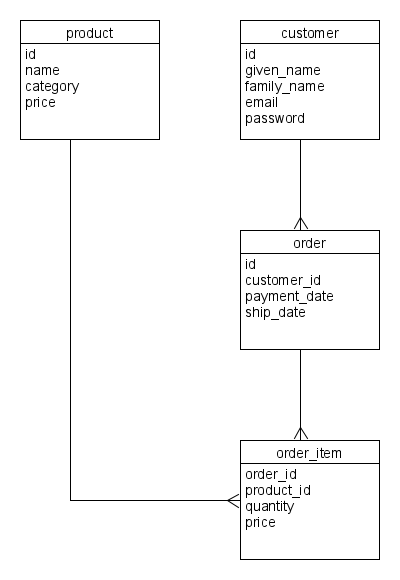 product
id
name
category
price
customer
id
given_name
family_name
email
password
order
id
customer_id
payment_date
ship_date
order_item
order_id
product_id
quantity
price